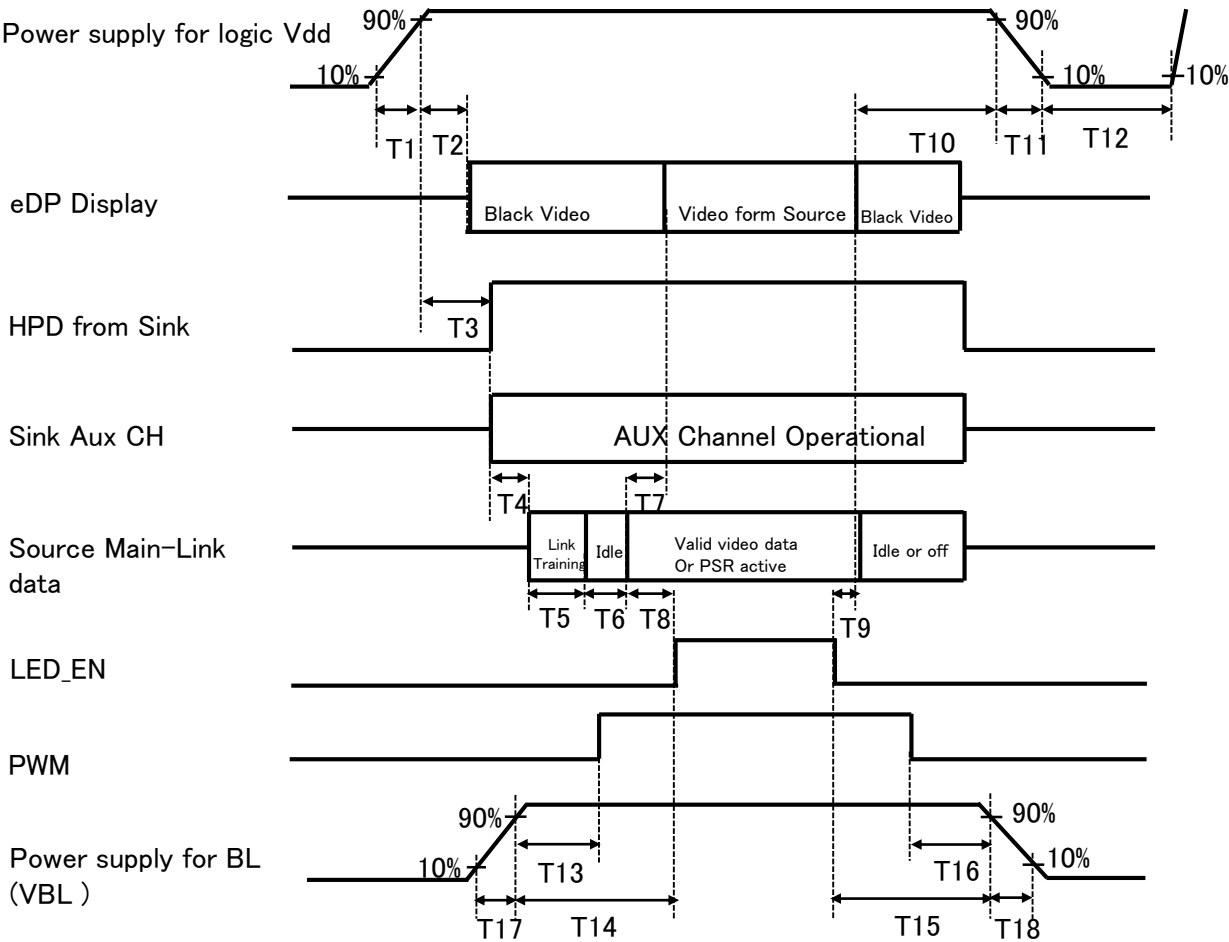 90%
90%
Power supply for logic Vdd
10%
10%
10%
T1
T2
T10
T11
T12
eDP Display
Black Video
Video form Source
Black Video
HPD from Sink
T3
Sink Aux CH
AUX Channel Operational
T4
T7
Source Main-Link
data
Link
Training
Idle
Valid video data
Or PSR active
Idle or off
T5
T6
T8
T9
LED_EN
PWM
90%
90%
Power supply for BL
(VBL )
10%
T13
T16
10%
T17
T14
T15
T18